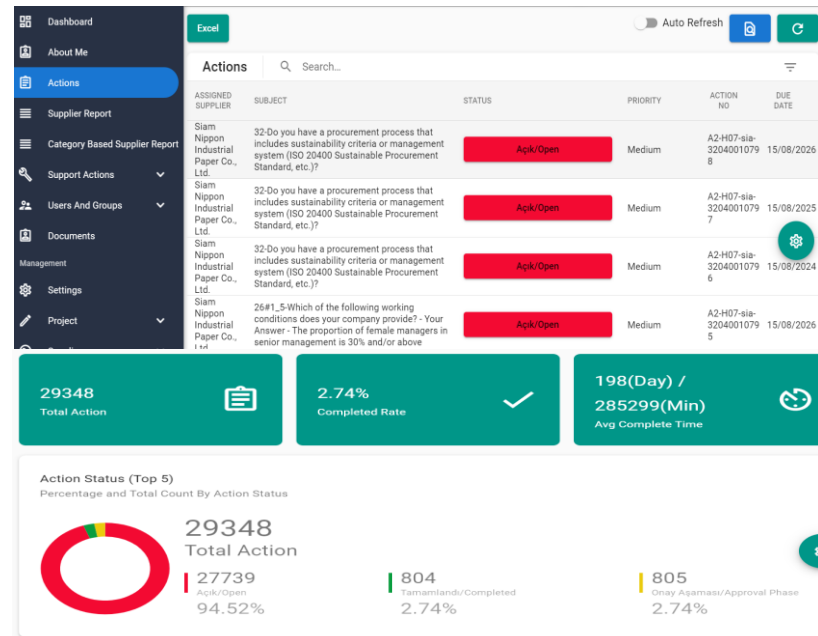 Dashboard
About Me
Actions
Supplier Report
Category Based Supplier Report
Support Actions
Users And Groups
Documents
Management
Settings
Project
Excel
Auto Refresh
Actions
Search...
ASSIGNED SUPPLIER
SUBJECT
STATUS
PRIORITY
ACTION NO
DUE DATE
Siam
Nippon
Industrial
Paper Co.,
Ltd.
32-Do you have a procurement process that
includes sustainability criteria or management
system (ISO 20400 Sustainable Procurement
Standard, etc.)?
Açık/Open
Medium
A2-H07-sia-
3204001079
8
15/08/2026
Siam
Nippon
Industrial
Paper Co.,
Ltd.
32-Do you have a procurement process that
includes sustainability criteria or management
system (ISO 20400 Sustainable Procurement
Standard, etc.)?
Açık/Open
Medium
A2-H07-sia-
3204001079
7
15/08/2025
Siam
Nippon
Industrial
Paper Co.,
Ltd.
32-Do you have a procurement process that
includes sustainability criteria or management
system (ISO 20400 Sustainable Procurement
Standard, etc.)?
Açık/Open
Medium
A2-H07-sia-
3204001079
6
15/08/2024
Siam
Nippon
Industrial
Paper Co.,
Ltd.
26#1_5-Which of the following working
conditions does your company provide? - Your
Answer - The proportion of female managers in
senior management is 30% and/or above
Açık/Open
Medium
A2-H07-sia-
3204001079
5
15/08/2026
29348
Total Action
2.74%
Completed Rate
198(Day) /
285299(Min)
Avg Complete Time
Action Status (Top 5)
Percentage and Total Count By Action Status
29348
Total Action
27739
Açık/Open
94.52%
804
Tamamlandı/Completed
2.74%
805
Onay Aşaması/Approval Phase
2.74%